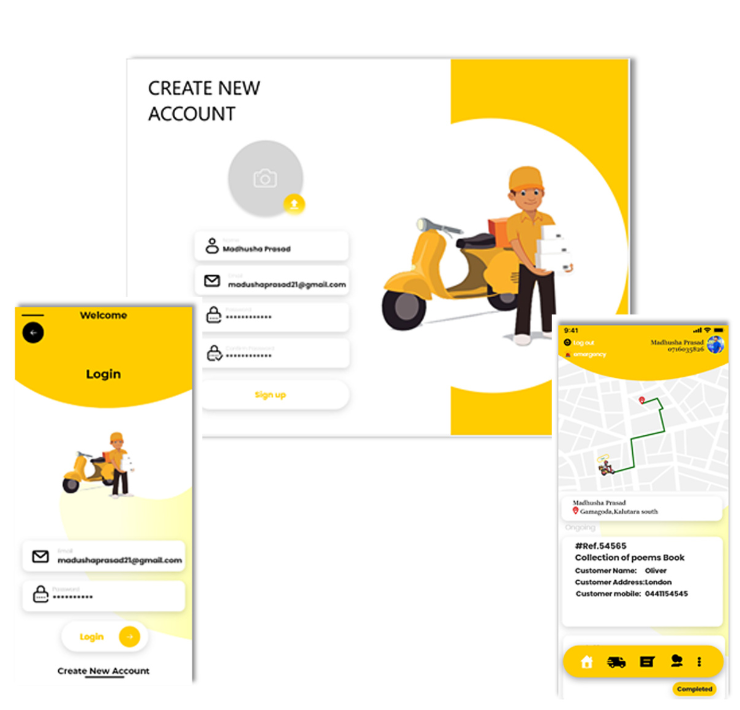 CREATE NEW
ACCOUNT
Madhusha Prasad
Email
madushaprasad21@gmail.com
Confirm Password
Sign up
Welcome
Login
Email
madushaprasad21@gmail.com
Password
Login
Create New Account
9:41
Log out
emergency
Madhusha Prasad
0716035826
Madhusha Prasad
Gamagoda,Kalutara south
Ongoing
#Ref.54565
Collection of poems Book
Customer Name: Oliver
Customer Address:London
Customer mobile: 0441154545
Completed